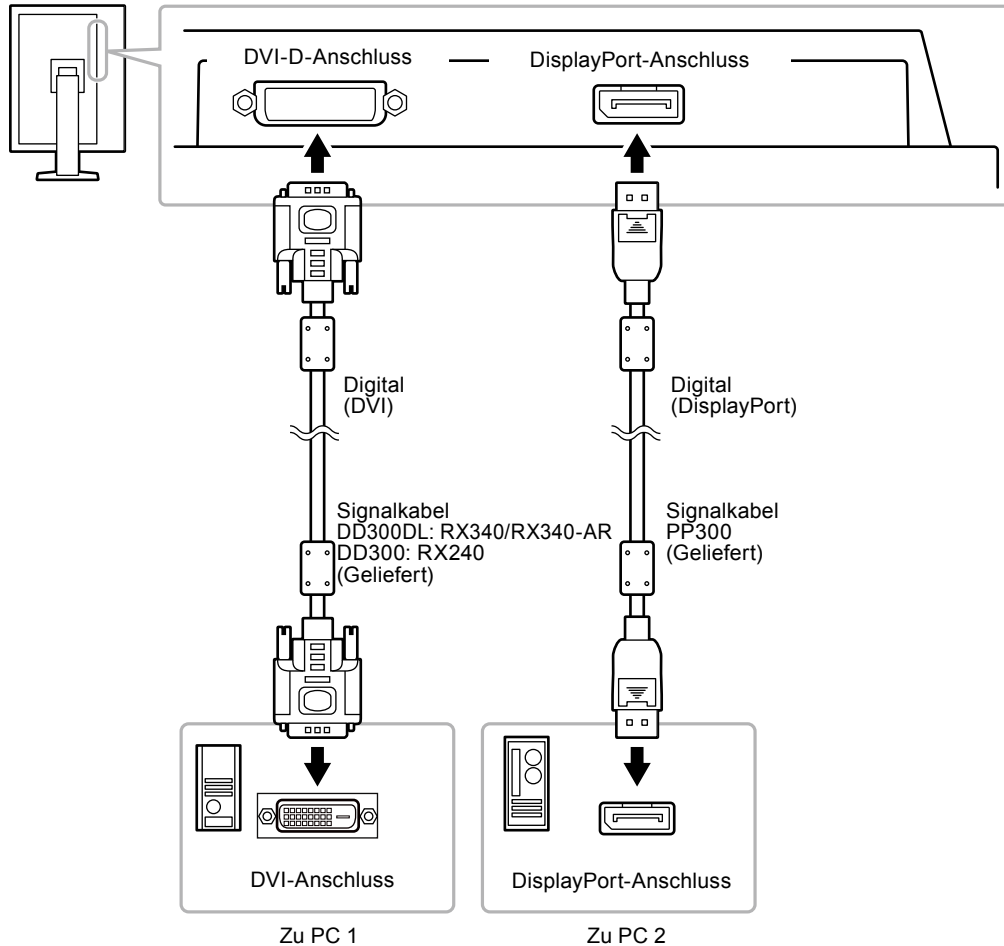 DVI-D-Anschluss
DisplayPort-Anschluss
Digital
(DVI)
Digital
(DisplayPort)
Signalkabel
DD300DL: RX340/RX340-AR
DD300: RX240
(Geliefert)
Signalkabel
PP300
(Geliefert)
DVI-Anschluss
DisplayPort-Anschluss
Zu PC 1
Zu PC 2